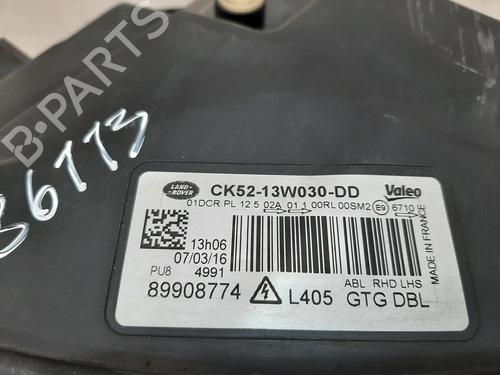 B-PARTS
36113
LAND-
ROVER
CK52-13W030-DD
Valeo
01DCR PL 12 5 02A 01 1 00RL 00SM2 E9 6710
13h06
07/03/16
PU8 4991
ABL RHD LHS
89908774 L405 GTG DBL
MADE IN FRANCE